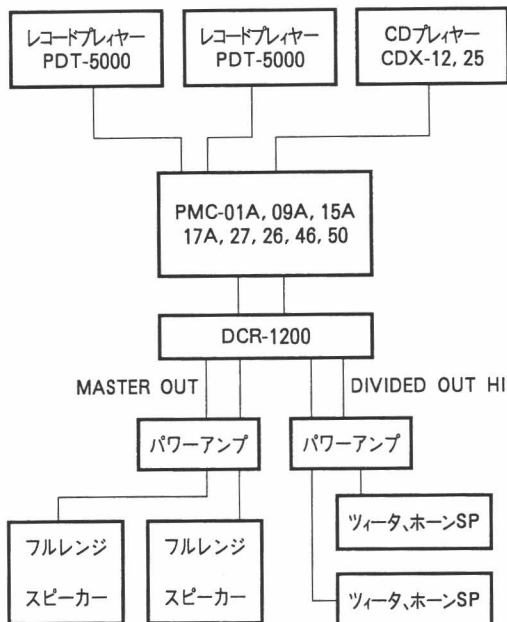 レコードプレィヤー
PDT-5000
レコードプレィヤー
PDT-5000
CDプレィヤー
CDX-12, 25
PMC-01A, 09A, 15A
17A, 27, 26, 46, 50
DCR-1200
MASTER OUT
DIVIDED OUT HI
パワーアンプ
パワーアンプ
フルレンジ
スピーカー
フルレンジ
スピーカー
ツィータ、ホーンSP
ツィータ、ホーンSP